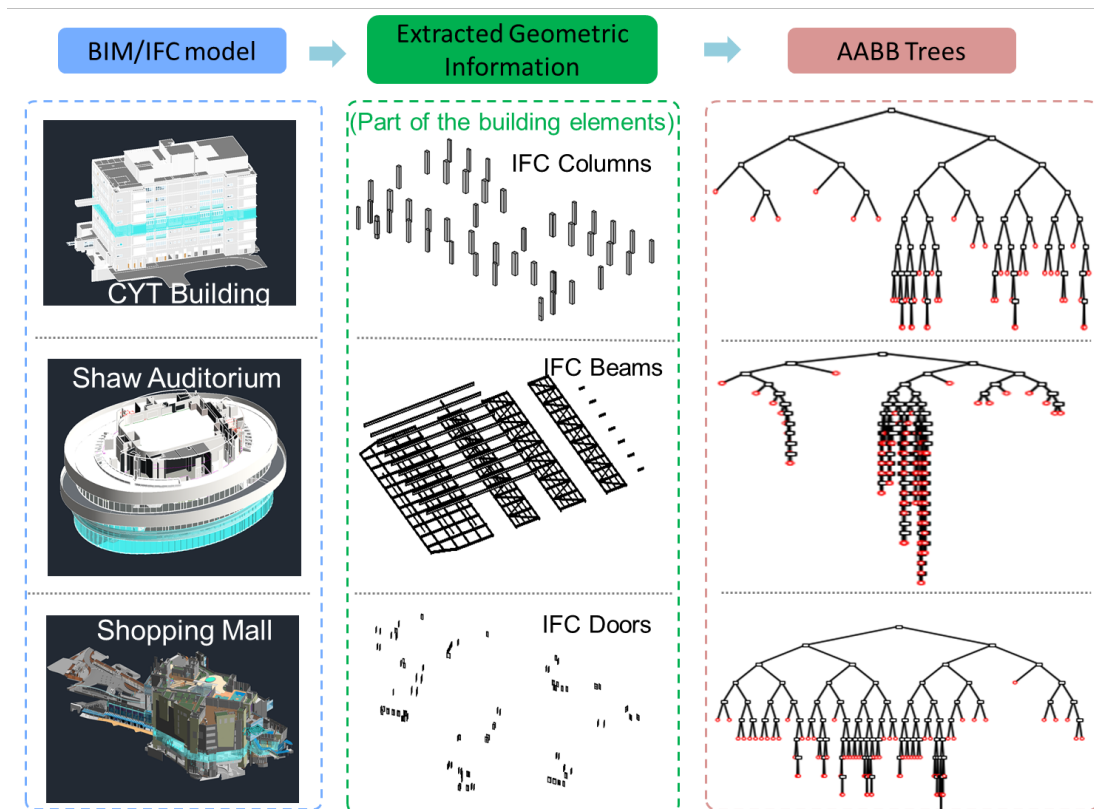 BIM/IFC model
Extracted Geometric
Information
AABB Trees
(Part of the building elements)
IFC Columns
CYT Building
Shaw Auditorium
IFC Beams
Shopping Mall
IFC Doors